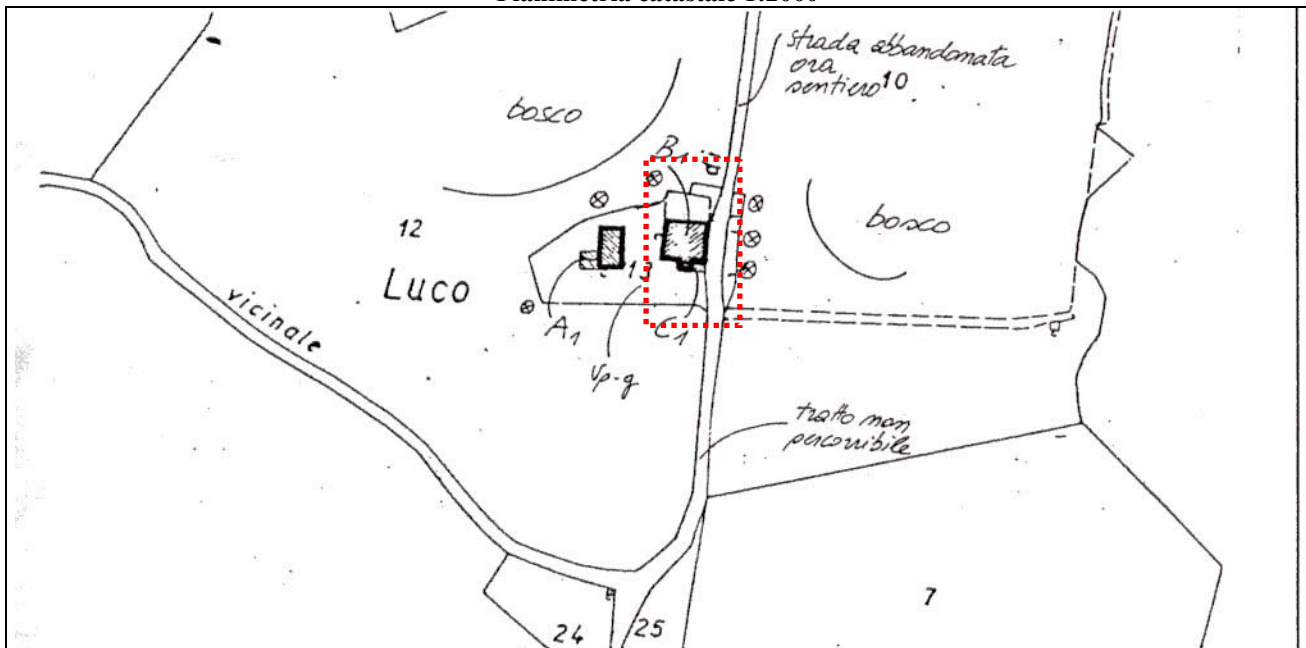 Planimetria catastale 1:2000
strada abbandonata
ora
sentiero 10
bosco
B1
12
bosco
LUCO
13
vicinale
A1
C1
Vp-g
tratto non
percorribile
7
24
25